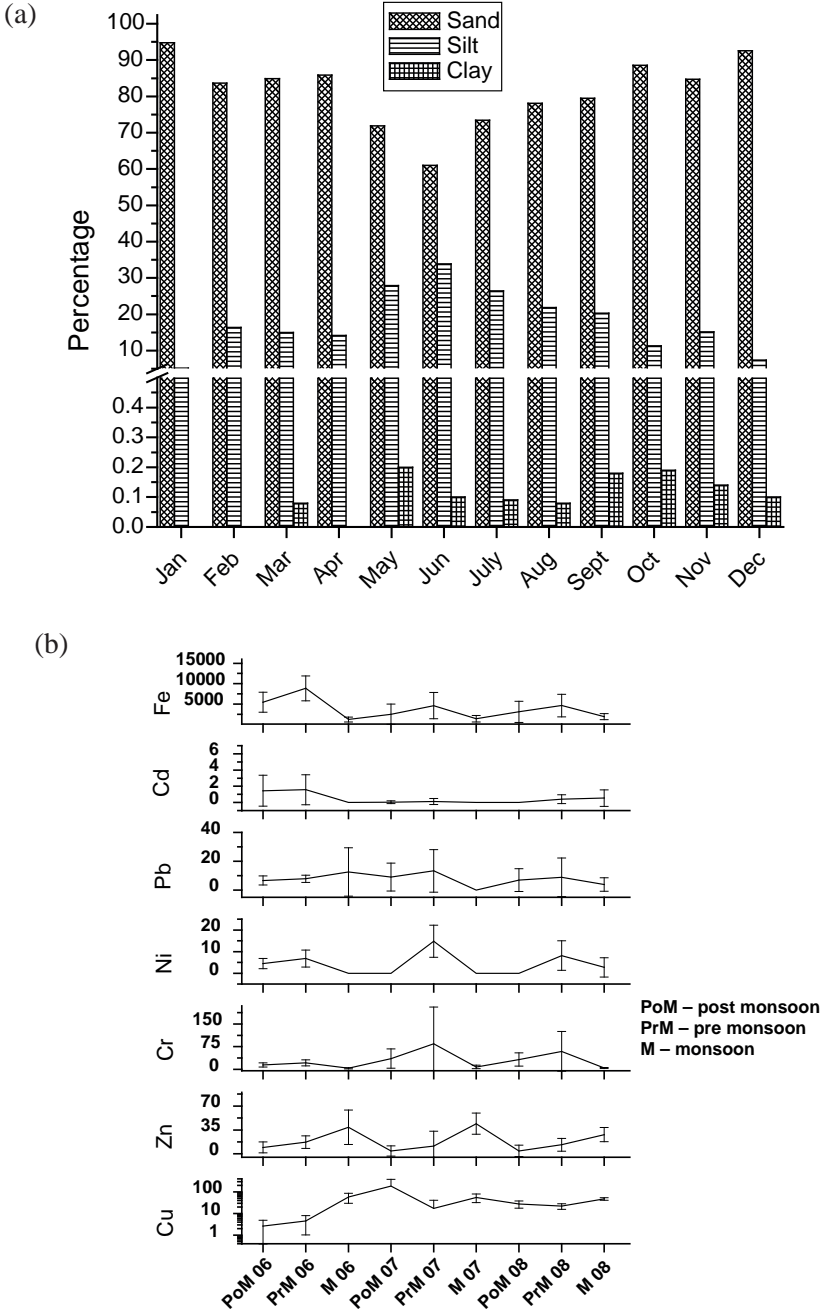 (a)
Sand
Silt
Clay
Percentage
100
90
80
70
60
50
40
30
20
10
0.4
0.3
0.2
0.1
0.0
Jan Feb Mar Apr May Jun July Aug Sept Oct Nov Dec
(b)
Fe
15000
10000
5000
Cd
6
4
2
0
Pb
40
20
0
Ni
20
10
0
Cr
150
75
0
Zn
70
35
0
Cu
100
10
1
PoM 06 PrM 06 M 06 PoM 07 PrM 07 M 07 PoM 08 PrM 08 M 08
PoM – post monsoon
PrM – pre monsoon
M – monsoon